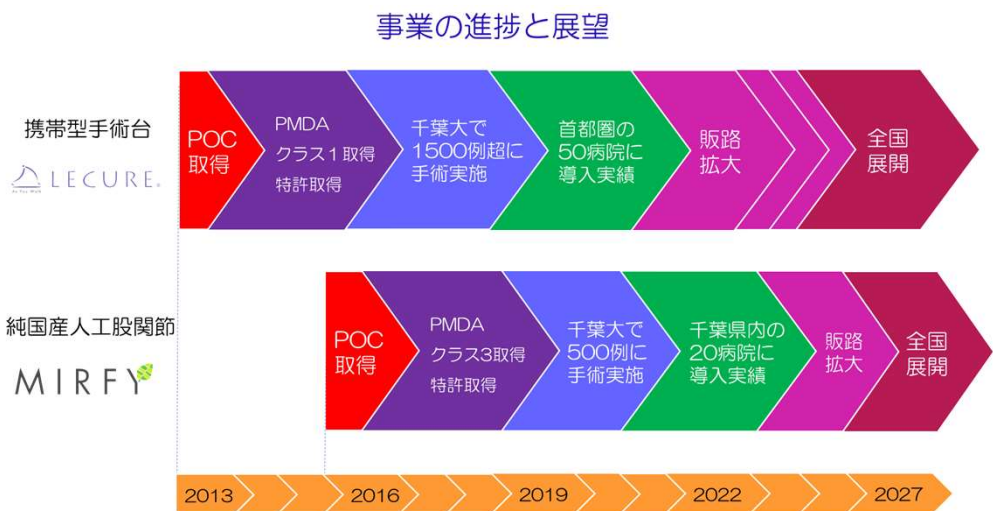 事業の進捗と展望
携帯型手術台
LECURE®
POC
取得
PMDA
クラス1取得
特許取得
千葉大で
1500例超に
手術実施
首都圏の
50病院に
導入実績
販路
拡大
全国
展開
純国産人工股関節
MIRFY
POC
取得
PMDA
クラス3取得
特許取得
千葉大で
500例に
手術実施
千葉県内の
20病院に
導入実績
販路
拡大
全国
展開
2013
2016
2019
2022
2027